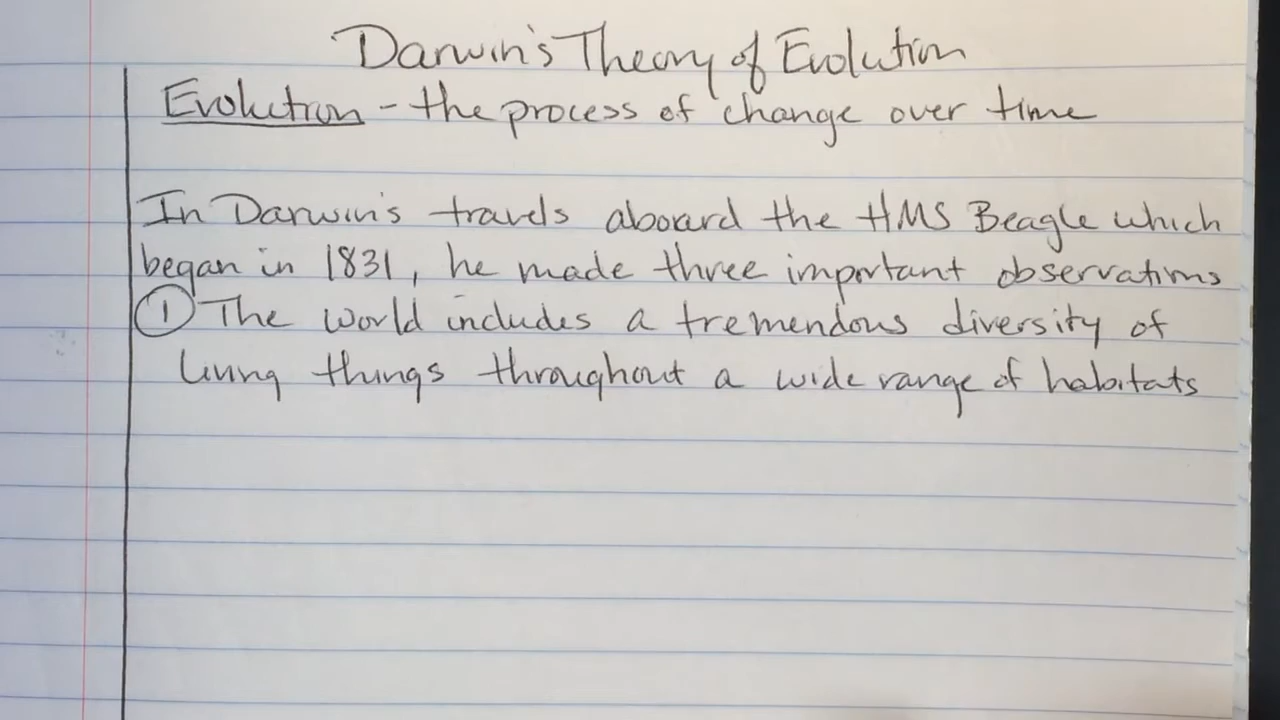 Darwin's Theory of Evolution
Evolution - the process of change over time
In Darwin's travels aboard the HMS Beagle which
began in 1831, he made three important observations
① The world includes a tremendous diversity of
living things throughout a wide range of habitats